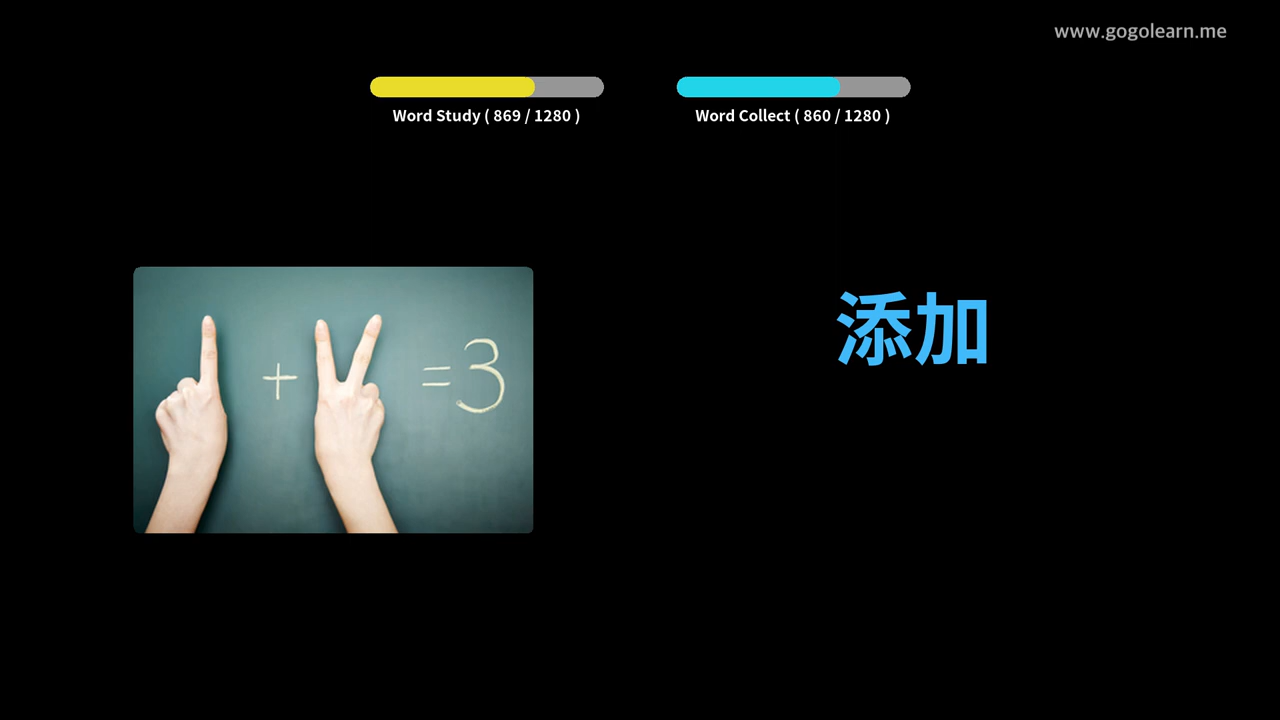 www.gogolearn.me
Word Study ( 869 / 1280 )
Word Collect ( 860 / 1280 )
添加
+ = 3